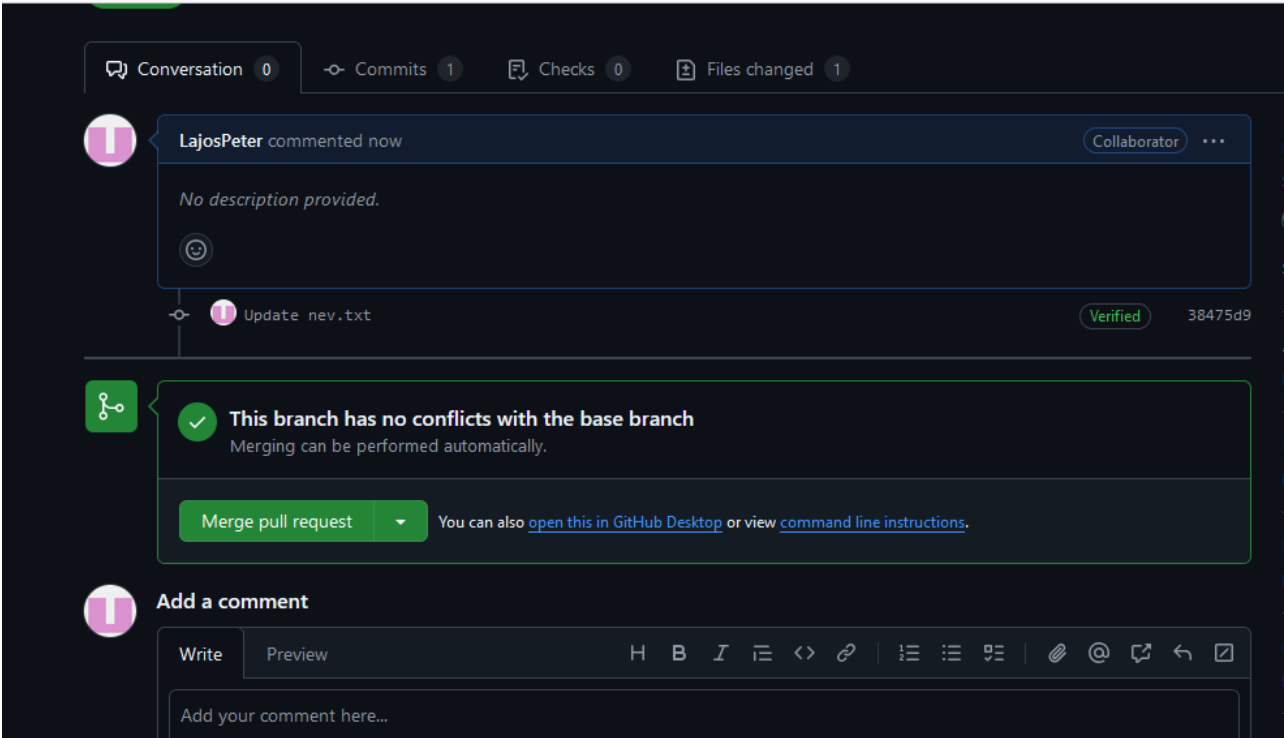 Conversation 0 Commits 1 Checks 0 Files changed 1
LajosPeter commented now Collaborator
No description provided.
Update nev.txt Verified 38475d9
This branch has no conflicts with the base branch
Merging can be performed automatically.
Merge pull request You can also open this in GitHub Desktop or view command line instructions.
Add a comment
Write Preview
Add your comment here...